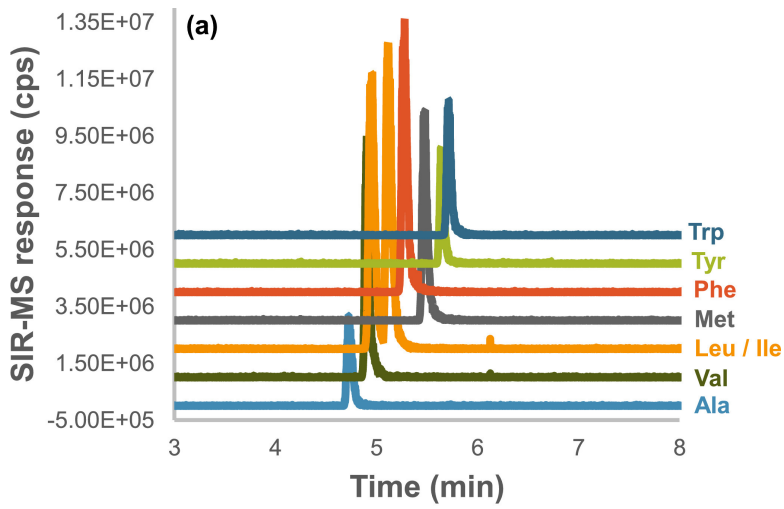 (a)
SIR-MS response (cps)
1.35E+07
1.15E+07
9.50E+06
7.50E+06
5.50E+06
3.50E+06
1.50E+06
-5.00E+05
Trp
Tyr
Phe
Met
Leu / Ile
Val
Ala
3 4 5 6 7 8
Time (min)